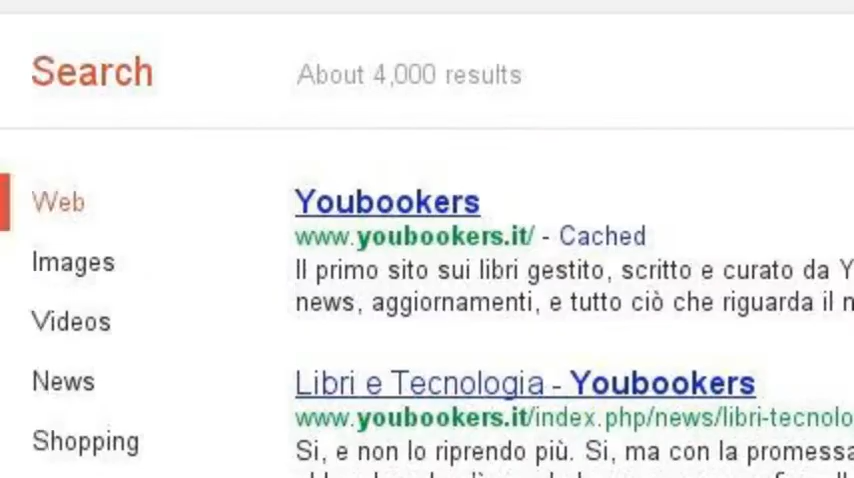 Search
About 4,000 results
Web
Images
Videos
News
Shopping
Youbookers
www.youbookers.it/ - Cached
Il primo sito sui libri gestito, scritto e curato da Y
news, aggiornamenti, e tutto ciò che riguarda il n
Libri e Tecnologia - Youbookers
www.youbookers.it/index.php/news/libri-tecnolo
Si, e non lo riprendo più. Si, ma con la promessa